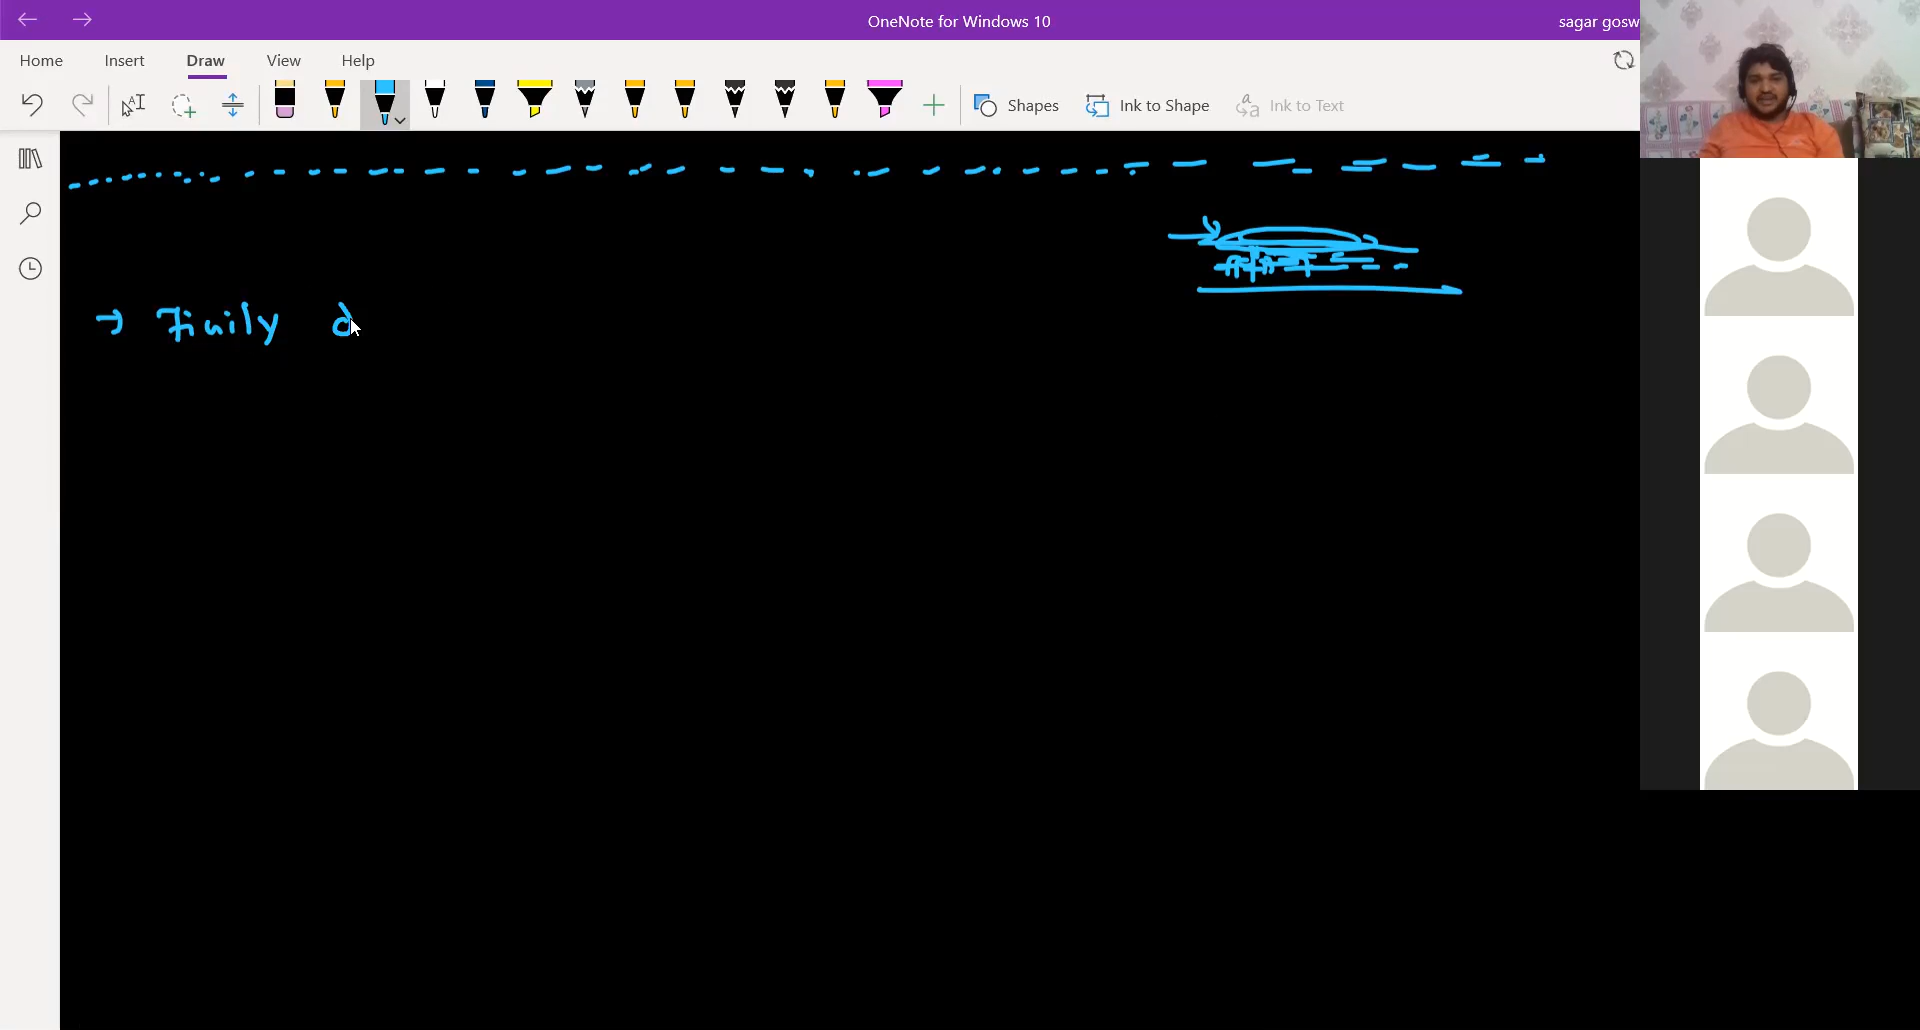 OneNote for Windows 10 sagar gosw
Home Insert Draw View Help
Shapes Ink to Shape Ink to Text
→ Finily d